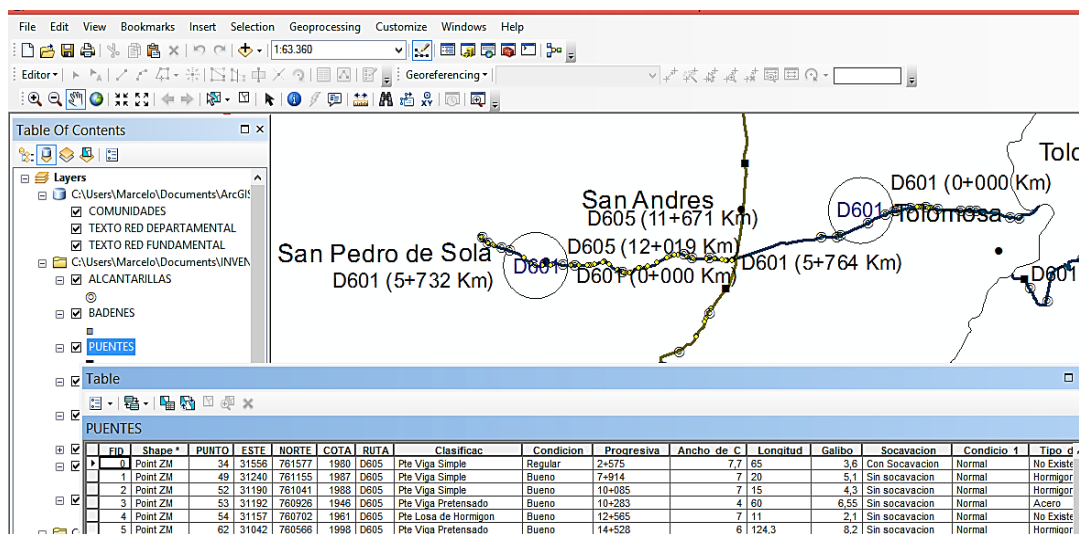 File Edit View Bookmarks Insert Selection Geoprocessing Customize Windows Help
1:63.360
Editor Georeferencing
Table Of Contents
Layers
C:\Users\Marcelo\Documents\ArcGIS
COMUNIDADES
TEXTO RED DEPARTAMENTAL
TEXTO RED FUNDAMENTAL
C:\Users\Marcelo\Documents\INVEN
ALCANTARILLAS
BADENES
PUENTES
Tolo
D601 (0+000 Km)
San Andres
D605 (11+671 Km)
D601
Tolomosa
San Pedro de Sola
D605 (12+019 Km)
D601
D601 (0+000 Km)
D601 (5+764 Km)
D601
D601 (5+732 Km)
Table
PUENTES
FID Shape * PUNTO ESTE NORTE COTA RUTA Clasificac Condicion Progresiva Ancho de C Longitud Galibo Socavacion Condicio_1 Tipo d
0 Point ZM 34 31556 761577 1980 D605 Pte Viga Simple Regular 2+575 7,7 65 3,6 Con Socavacion Normal No Existe
1 Point ZM 49 31240 761155 1987 D605 Pte Viga Simple Bueno 7+914 7 20 5,1 Sin socavacion Normal Hormigor
2 Point ZM 52 31190 761041 1988 D605 Pte Viga Simple Bueno 10+085 7 15 4,3 Sin socavacion Normal Hormigor
3 Point ZM 53 31192 760926 1946 D605 Pte Viga Pretensado Bueno 10+283 4 60 6,55 Sin socavacion Normal Acero
4 Point ZM 54 31157 760702 1961 D605 Pte Losa de Hormigon Bueno 12+565 7 11 2,1 Sin socavacion Normal No Existe
5 Point ZM 62 31042 760566 1998 D605 Pte Viga Pretensado Bueno 14+528 6 124,3 8,2 Sin socavacion Normal Hormigor